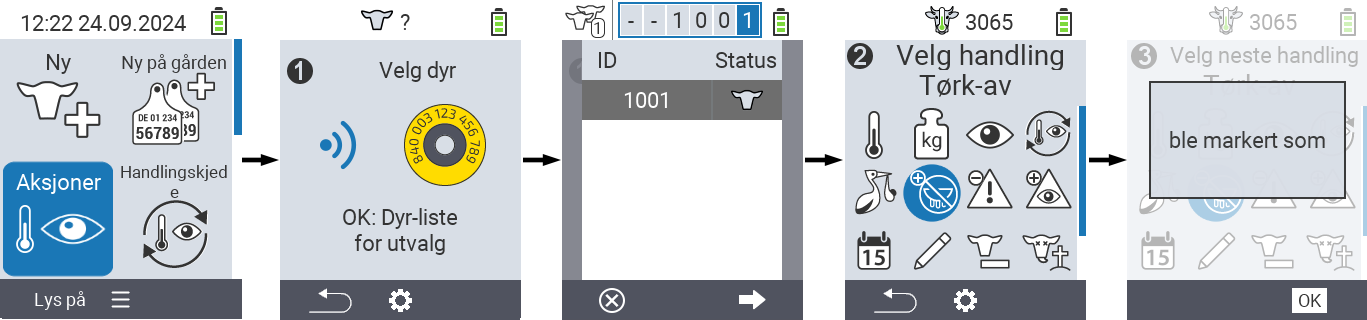 12:22 24.09.2024
Ny
Ny på gården
DE 01 234
56789
234
89
Aksjoner
Handlingskjed
e
Lys på
?
1
Velg dyr
840 003 123 456 789
OK: Dyr-liste
for utvalg
1
- - 1 0 0 1
ID Status
1001
3065
2 Velg handling
Tørk-av
kg
15
3065
3 Velg neste handling
Tørk-av
ble markert som
15
OK